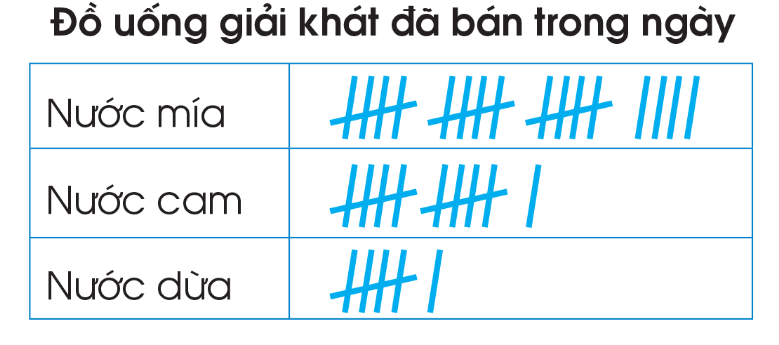 Đồ uống giải khát đã bán trong ngày
Nước mía
Nước cam
Nước dừa